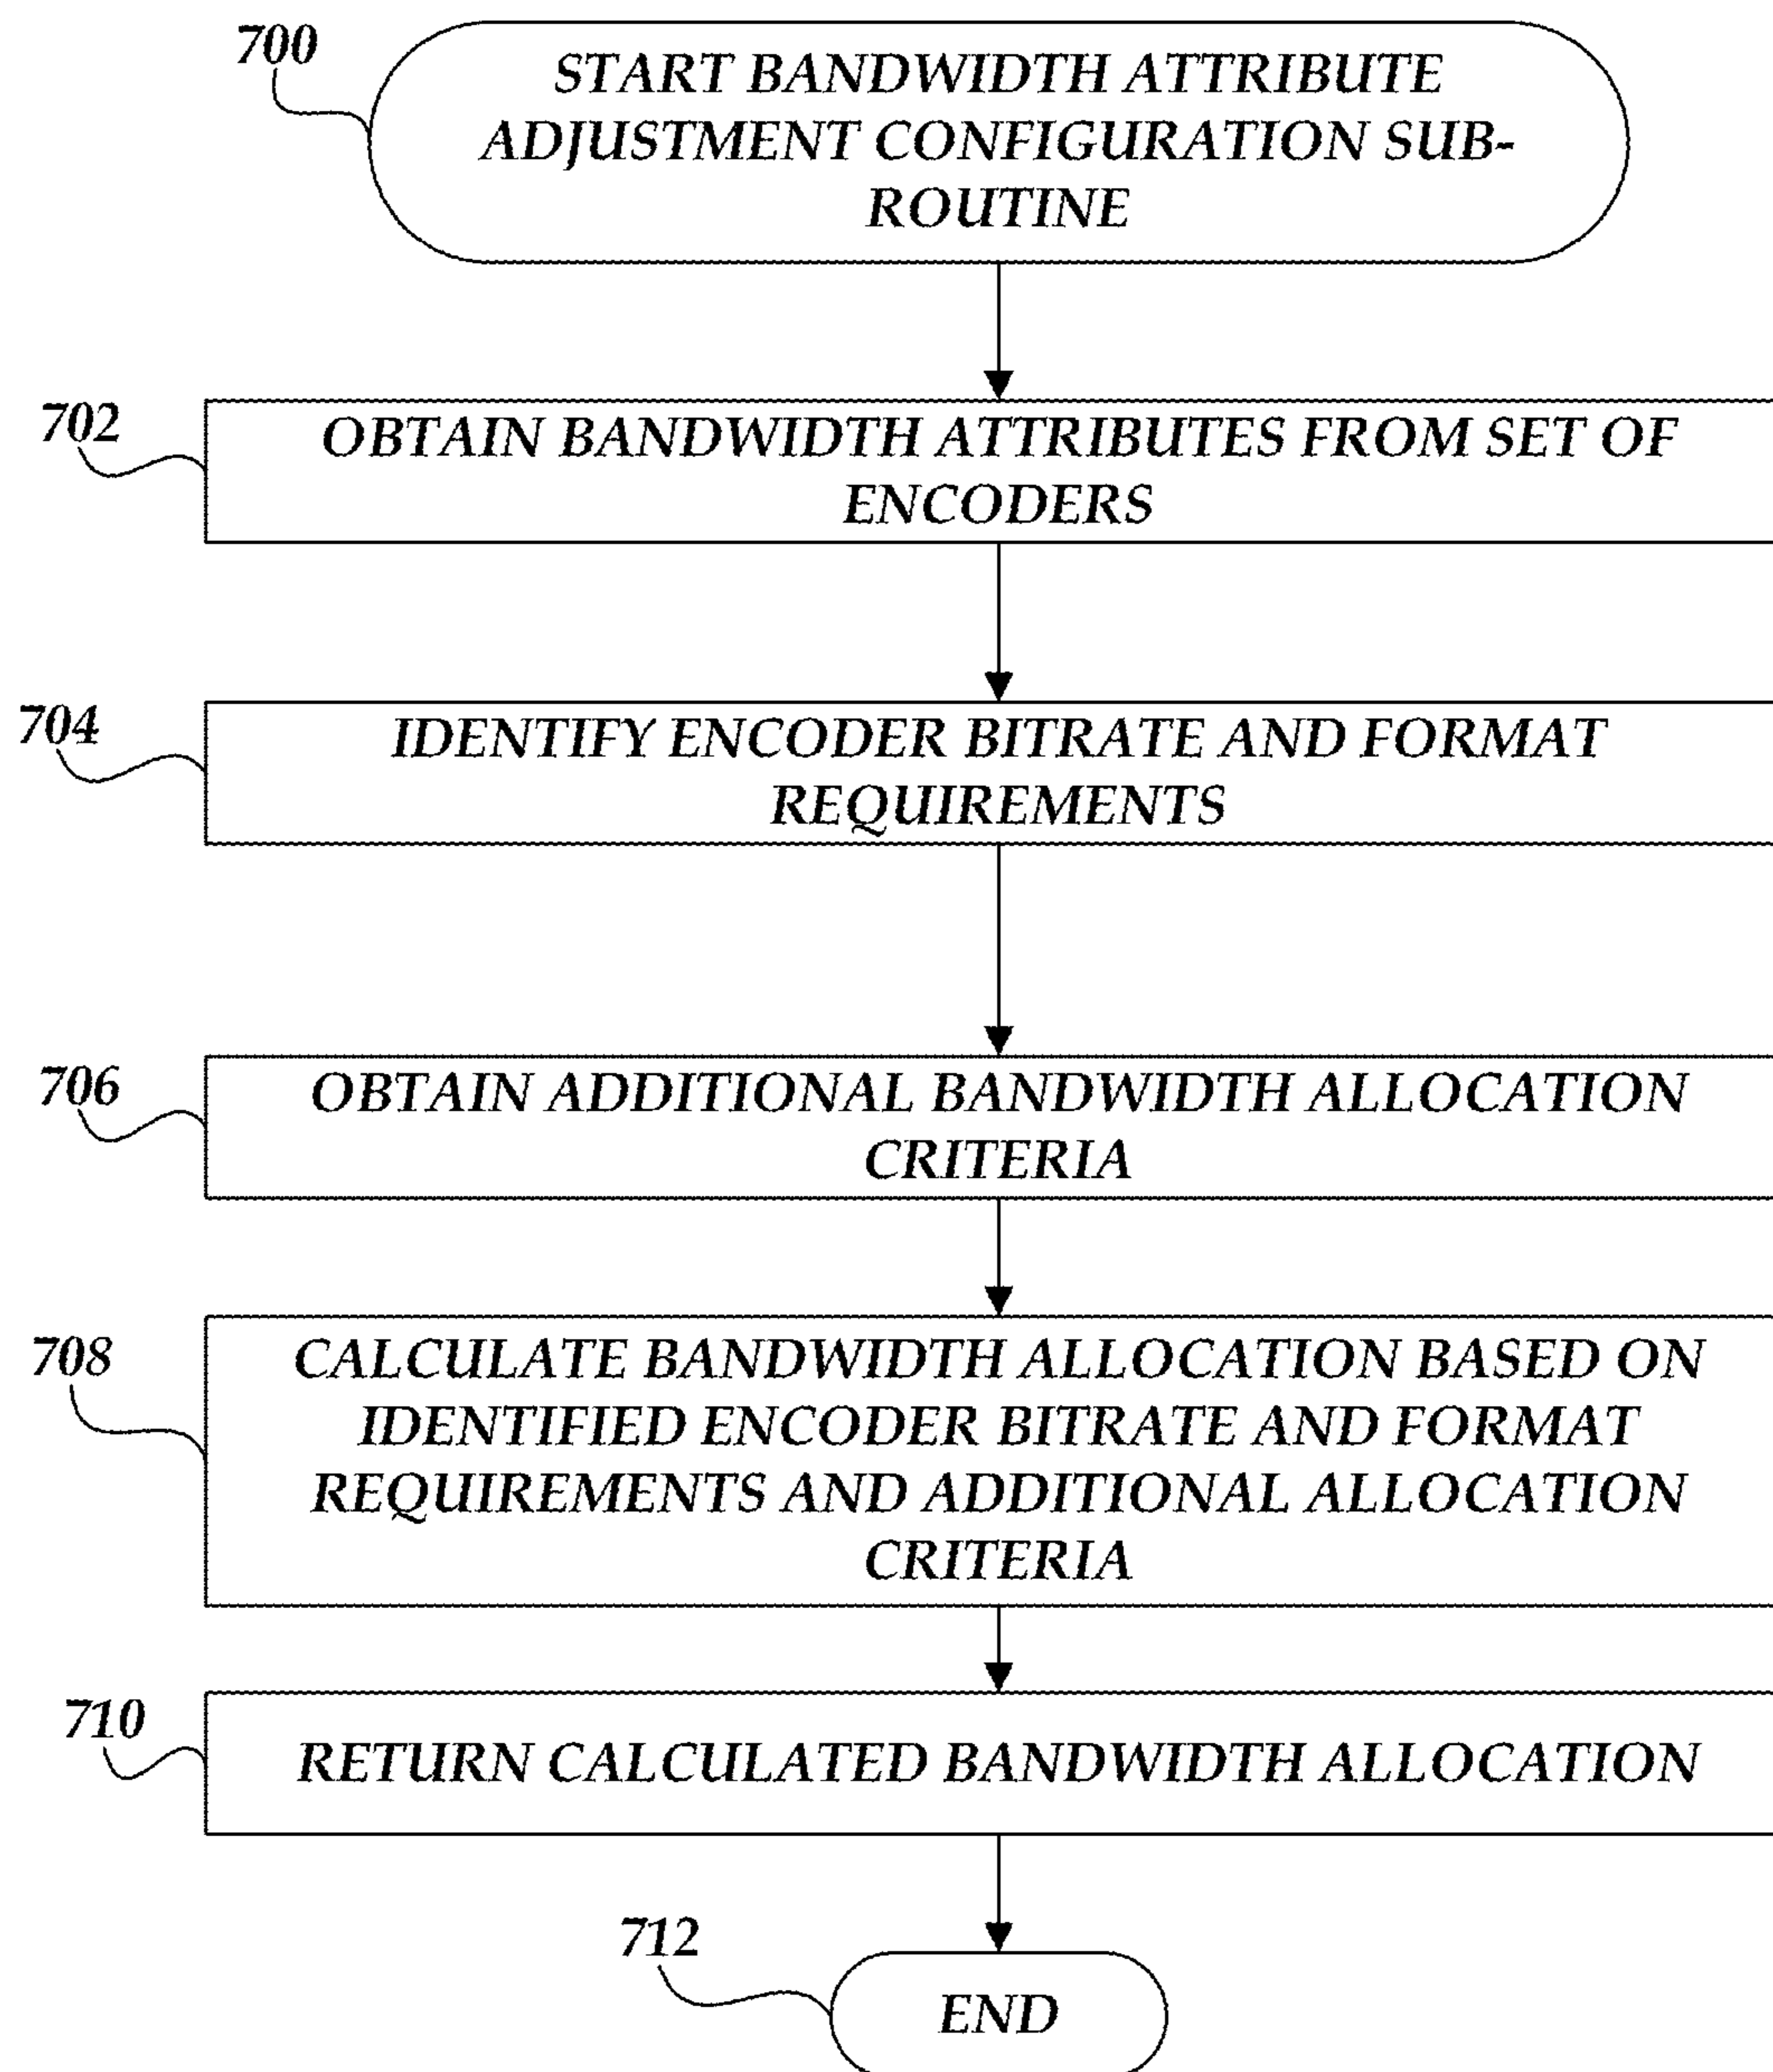 700
START BANDWIDTH ATTRIBUTE
ADJUSTMENT CONFIGURATION SUB-
ROUTINE
702
OBTAIN BANDWIDTH ATTRIBUTES FROM SET OF
ENCODERS
704
IDENTIFY ENCODER BITRATE AND FORMAT
REQUIREMENTS
706
OBTAIN ADDITIONAL BANDWIDTH ALLOCATION
CRITERIA
708
CALCULATE BANDWIDTH ALLOCATION BASED ON
IDENTIFIED ENCODER BITRATE AND FORMAT
REQUIREMENTS AND ADDITIONAL ALLOCATION
CRITERIA
710
RETURN CALCULATED BANDWIDTH ALLOCATION
712
END